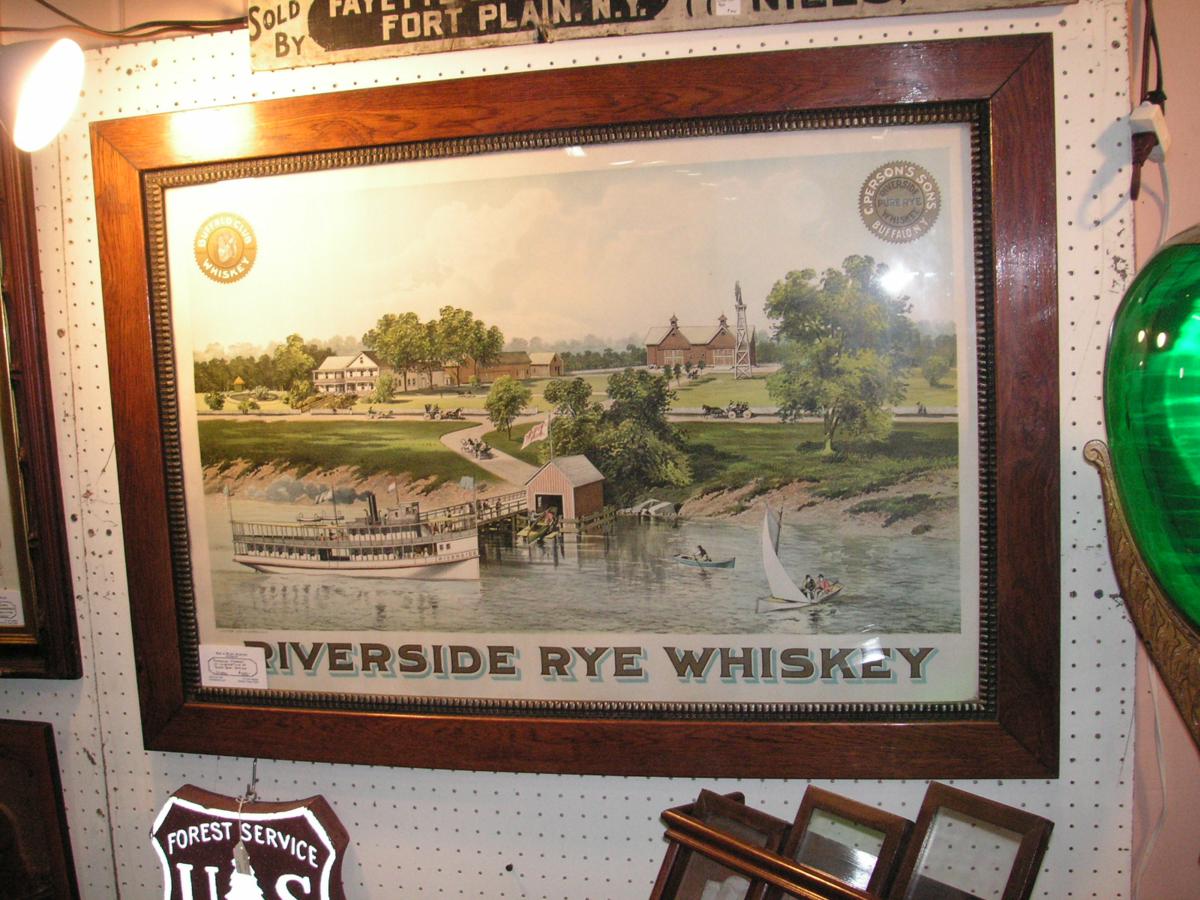 SOLD BY
FORT PLAIN. N.Y.
BUFFALO CLUB
WHISKEY
C. PERSON'S SONS
RIVERSIDE
PURE RYE
WHISKEY
BUFFALO N.Y.
RIVERSIDE RYE WHISKEY
FOREST SERVICE
U S